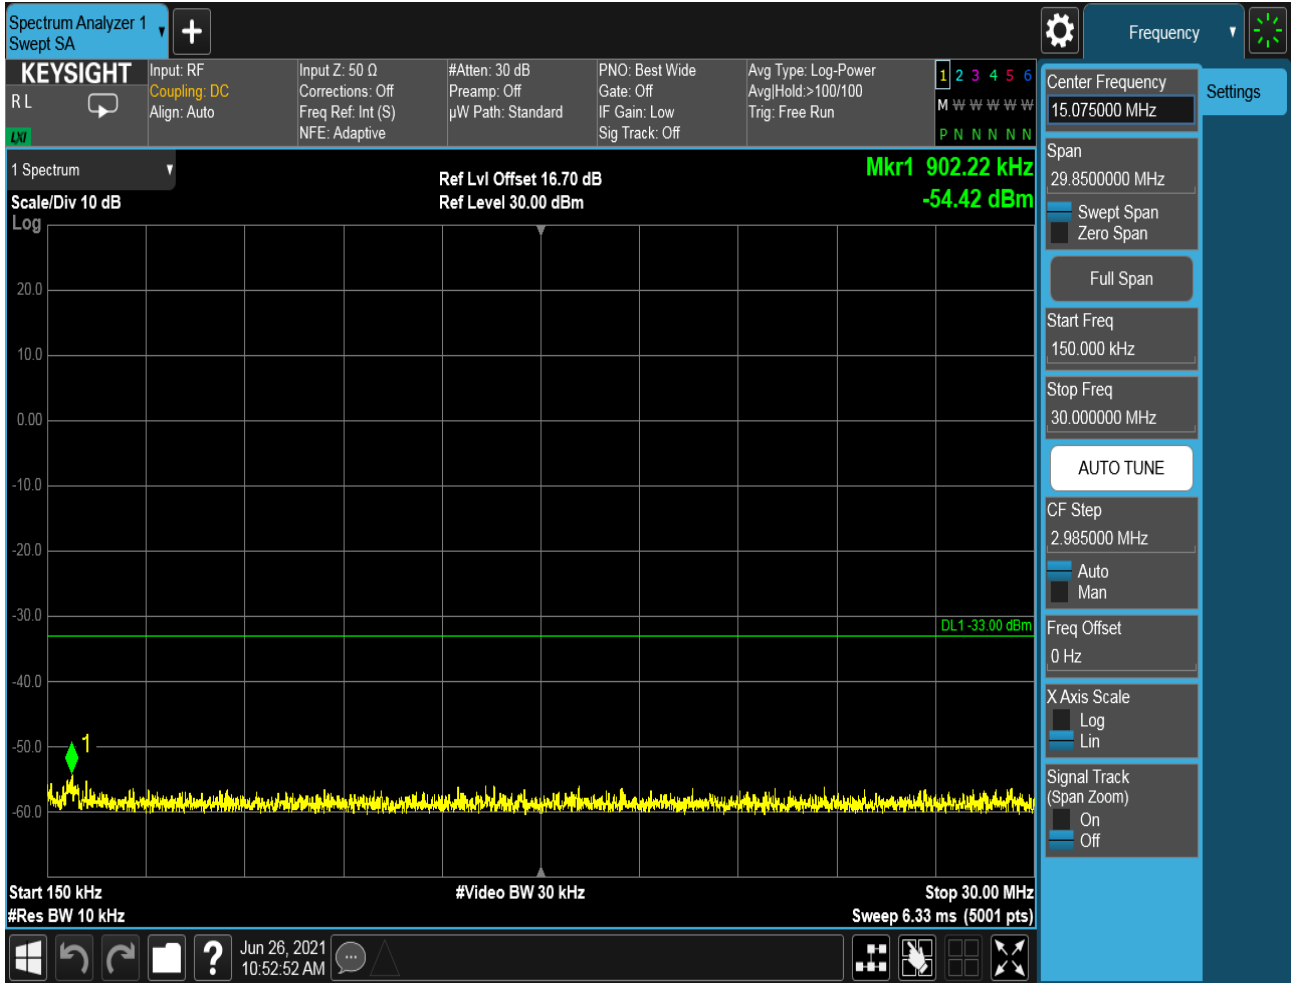 Spectrum Analyzer 1
Swept SA
+
Frequency
KEYSIGHT
R L
LXI
Input: RF
Coupling: DC
Align: Auto
Input Z: 50 Ω
Corrections: Off
Freq Ref: Int (S)
NFE: Adaptive
#Atten: 30 dB
Preamp: Off
µW Path: Standard
PNO: Best Wide
Gate: Off
IF Gain: Low
Sig Track: Off
Avg Type: Log-Power
Avg|Hold:>100/100
Trig: Free Run
1 2 3 4 5 6
M W W W W W
P N N N N N
1 Spectrum
Scale/Div 10 dB
Log
Ref Lvl Offset 16.70 dB
Ref Level 30.00 dBm
Mkr1 902.22 kHz
-54.42 dBm
20.0
10.0
0.00
-10.0
-20.0
-30.0
DL1 -33.00 dBm
-40.0
-50.0
1
-60.0
Start 150 kHz
#Video BW 30 kHz
Stop 30.00 MHz
#Res BW 10 kHz
Sweep 6.33 ms (5001 pts)
Center Frequency
15.075000 MHz
Settings
Span
29.8500000 MHz
Swept Span
Zero Span
Full Span
Start Freq
150.000 kHz
Stop Freq
30.000000 MHz
AUTO TUNE
CF Step
2.985000 MHz
Auto
Man
Freq Offset
0 Hz
X Axis Scale
Log
Lin
Signal Track
(Span Zoom)
On
Off
?
Jun 26, 2021
10:52:52 AM